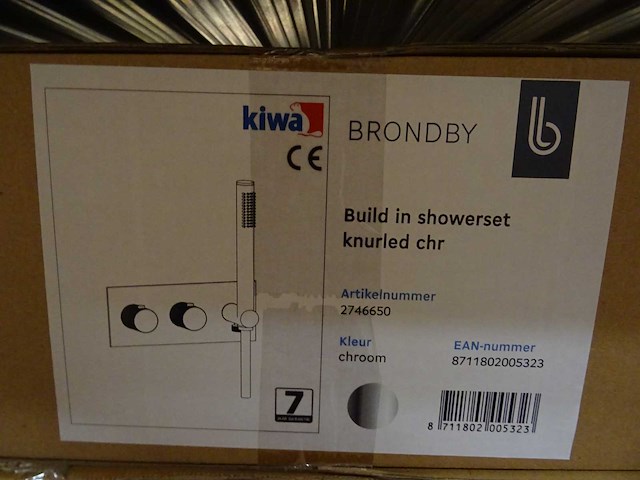 kiwa
CE
BRONDBY
b
Build in showerset
knurled chr
Artikelnummer
2746650
Kleur
chroom
EAN-nummer
8711802005323
7
8 711802 005323